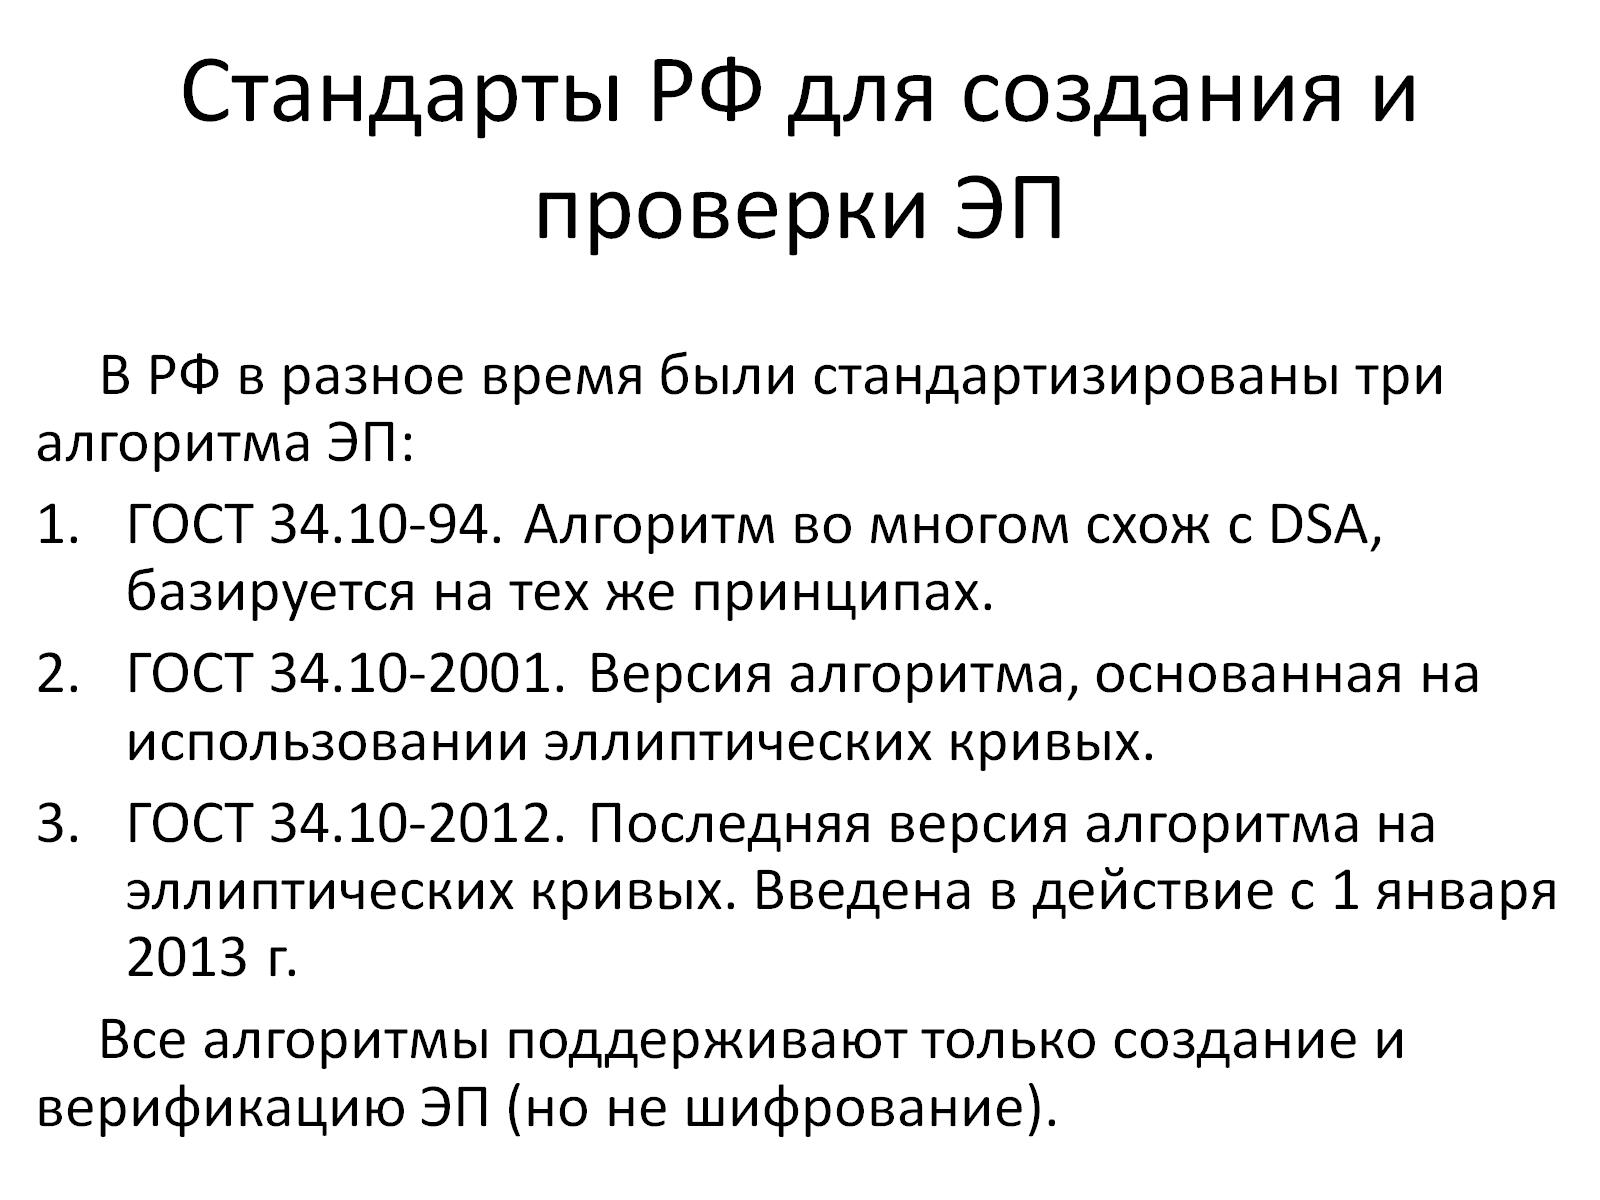 Стандарты РФ для создания и
проверки ЭП
В РФ в разное время были стандартизированы три
алгоритма ЭП:
1. ГОСТ 34.10-94. Алгоритм во многом схож с DSA,
базируется на тех же принципах.
2. ГОСТ 34.10-2001. Версия алгоритма, основанная на
использовании эллиптических кривых.
3. ГОСТ 34.10-2012. Последняя версия алгоритма на
эллиптических кривых. Введена в действие с 1 января
2013 г.
Все алгоритмы поддерживают только создание и
верификацию ЭП (но не шифрование).